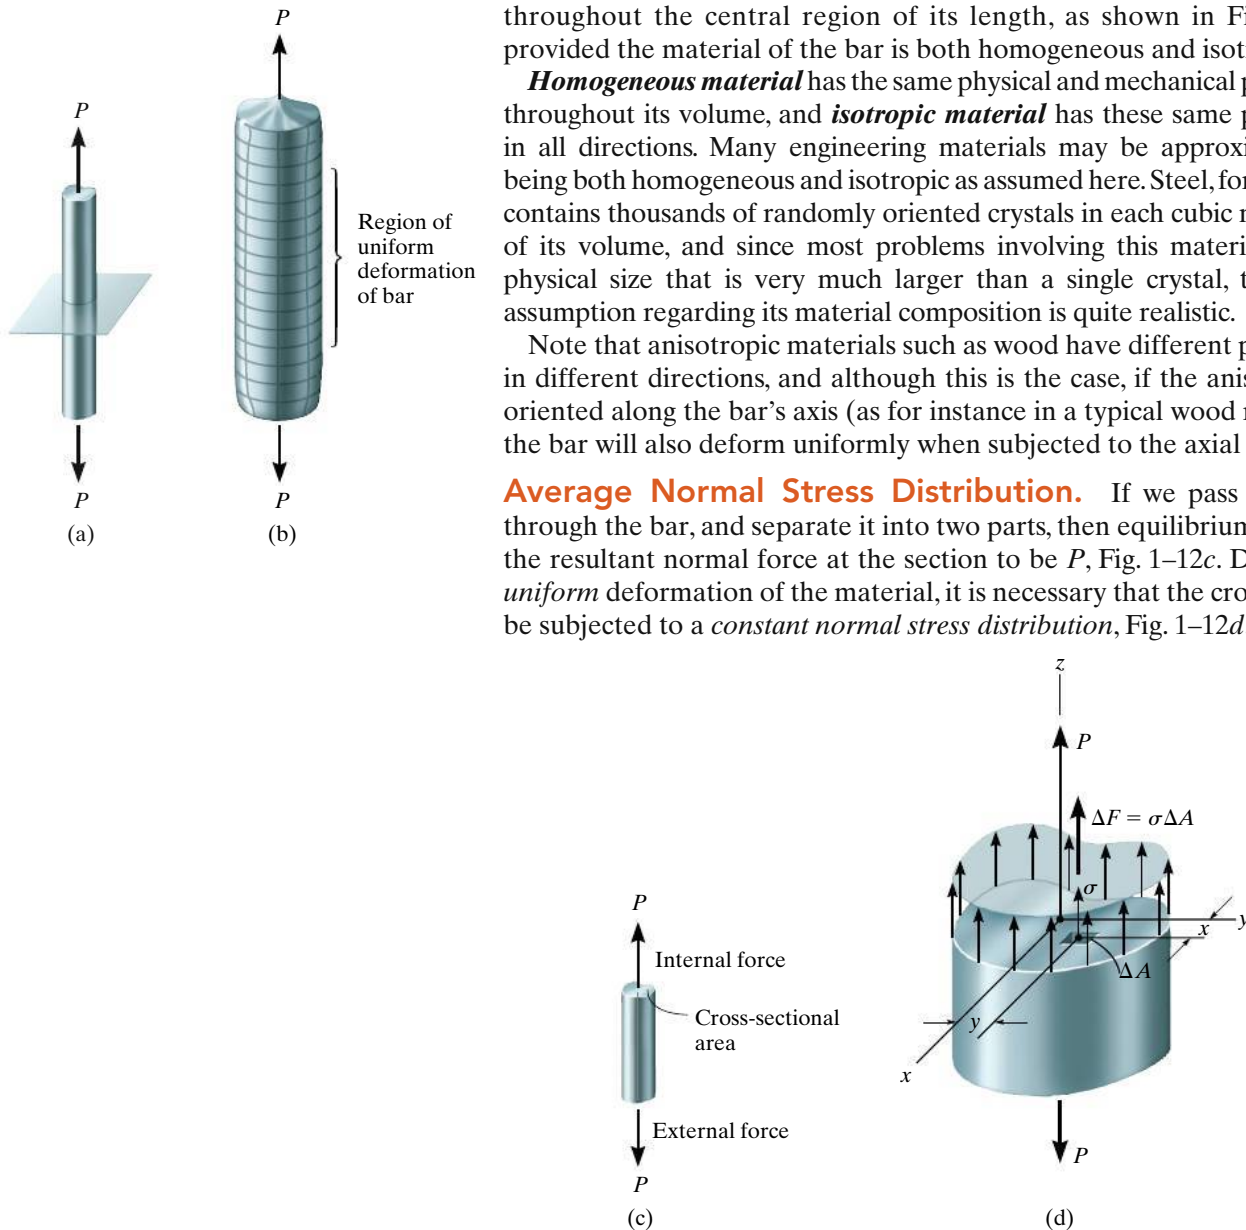 throughout the central region of its length, as shown in Fi
provided the material of the bar is both homogeneous and isot
Homogeneous material has the same physical and mechanical p
throughout its volume, and isotropic material has these same p
in all directions. Many engineering materials may be approxi
being both homogeneous and isotropic as assumed here. Steel, for
contains thousands of randomly oriented crystals in each cubic
of its volume, and since most problems involving this materi
physical size that is very much larger than a single crystal, t
assumption regarding its material composition is quite realistic.
Note that anisotropic materials such as wood have different p
in different directions, and although this is the case, if the anis
oriented along the bar's axis (as for instance in a typical wood
the bar will also deform uniformly when subjected to the axial
Average Normal Stress Distribution. If we pass
through the bar, and separate it into two parts, then equilibrium
the resultant normal force at the section to be P, Fig. 1–12c. D
uniform deformation of the material, it is necessary that the cro
be subjected to a constant normal stress distribution, Fig. 1–12d
P
P
(a)
P
Region of
uniform
deformation
of bar
P
(b)
P
Internal force
Cross-sectional
area
External force
P
(c)
z
P
ΔF = σΔA
σ
y
x
ΔA
y
x
P
(d)